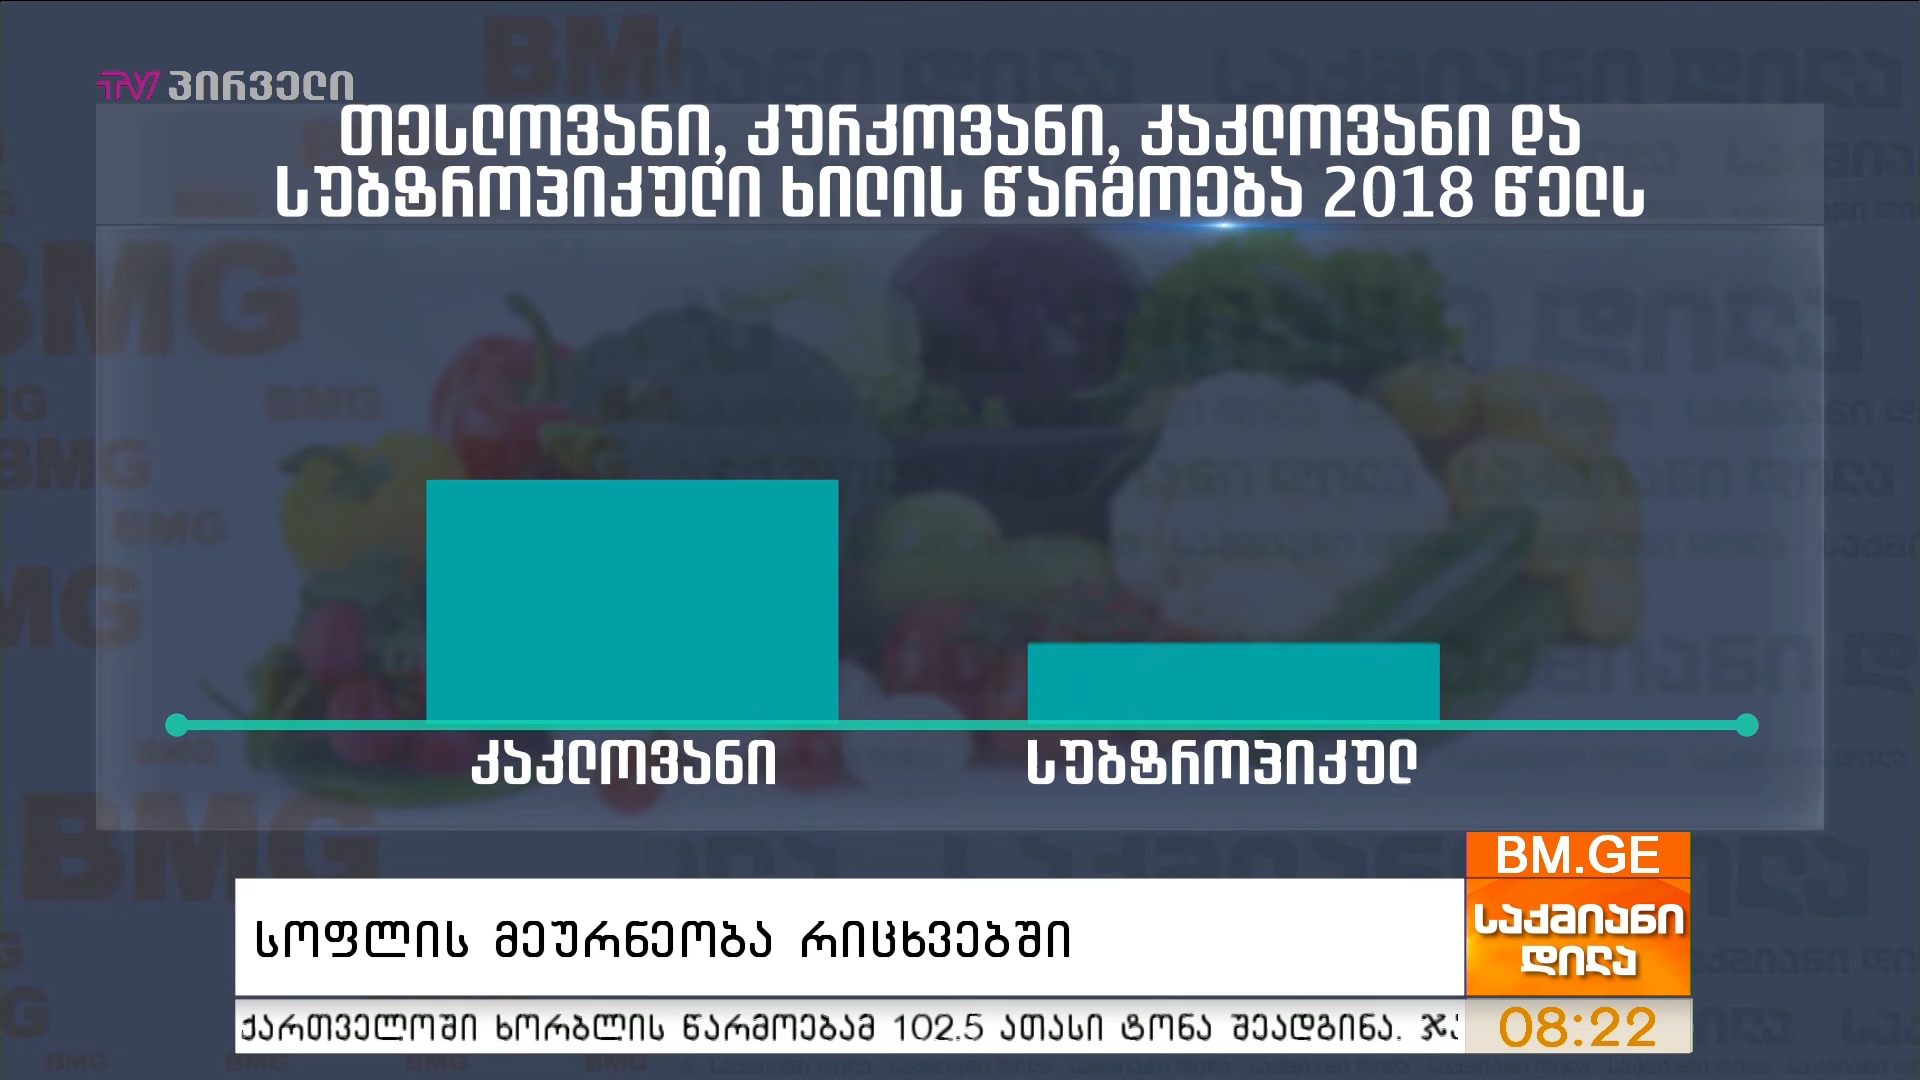 TV პირველი
თესლოვანი, კურკოვანი, კაკლოვანი და
სუბტროპიკული ხილის წარმოება 2018 წელს
კაკლოვანი
სუბტროპიკულ
BM.GE
საქმიანი
დილა
სოფლის მეურნეობა რიცხვებში
ქართველოში ხორბლის წარმოებამ 102.5 ათასი ტონა შეადგინა.
08:22